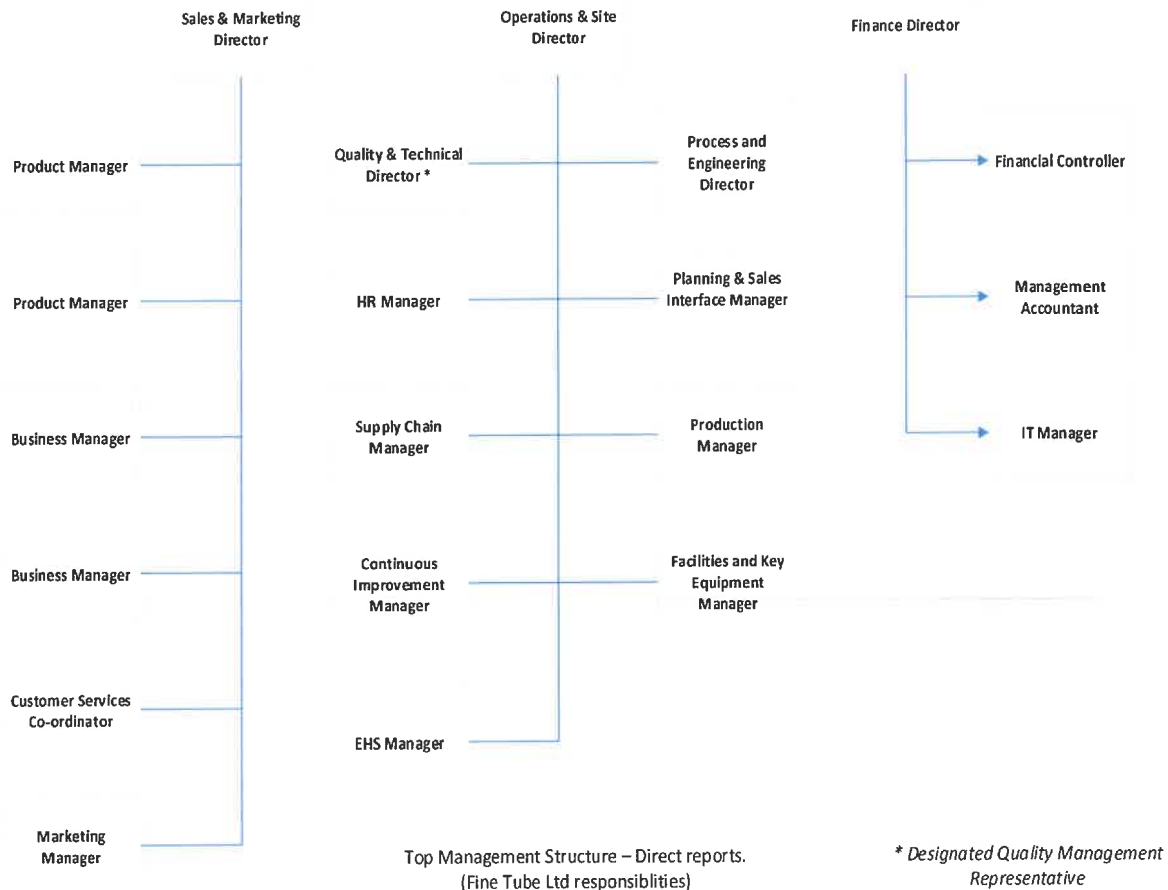 Sales & Marketing
Director
Operations & Site
Director
Finance Director
Product Manager
Quality & Technical
Director *
Process and
Engineering
Director
Financial Controller
Product Manager
HR Manager
Planning & Sales
Interface Manager
Management
Accountant
Business Manager
Supply Chain
Manager
Production
Manager
IT Manager
Business Manager
Continuous
Improvement
Manager
Facilities and Key
Equipment
Manager
Customer Services
Co-ordinator
EHS Manager
Marketing
Manager
Top Management Structure – Direct reports.
(Fine Tube Ltd responsiblities)
* Designated Quality Management
Representative